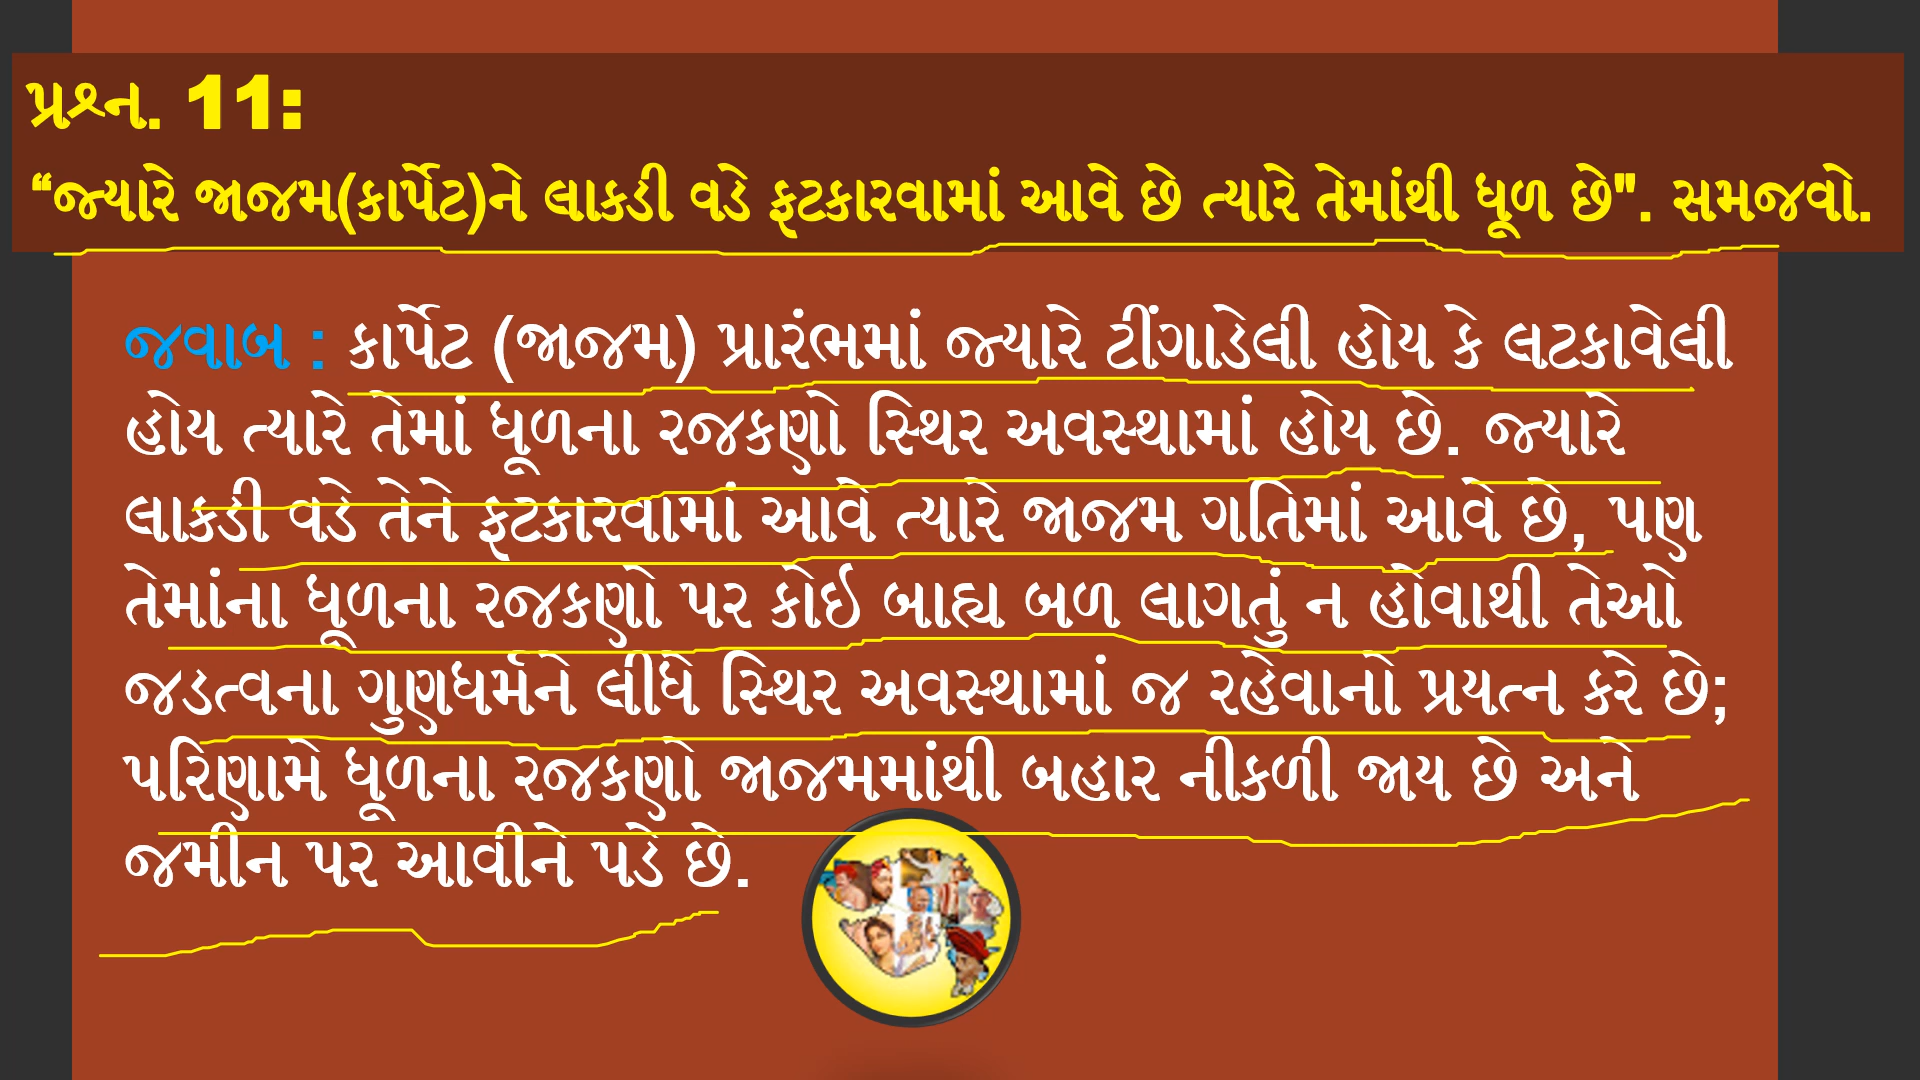 પ્રશ્ન. 11:
“જ્યારે જાજમ(કાર્પેટ)ને લાકડી વડે ફટકારવામાં આવે છે ત્યારે તેમાંથી ધૂળ છે". સમજવો.
જવાબ : કાર્પેટ (જાજમ) પ્રારંભમાં જ્યારે ટીંગાડેલી હોય કે લટકાવેલી
હોય ત્યારે તેમાં ધૂળના રજકણો સ્થિર અવસ્થામાં હોય છે. જ્યારે
લાકડી વડે તેને ફટકારવામાં આવે ત્યારે જાજમ ગતિમાં આવે છે, પણ
તેમાંના ધૂળના રજકણો પર કોઈ બાહ્ય બળ લાગતું ન હોવાથી તેઓ
જડત્વના ગુણધર્મને લીધે સ્થિર અવસ્થામાં જ રહેવાનો પ્રયત્ન કરે છે;
પરિણામે ધૂળના રજકણો જાજમમાંથી બહાર નીકળી જાય છે અને
જમીન પર આવીને પડે છે.